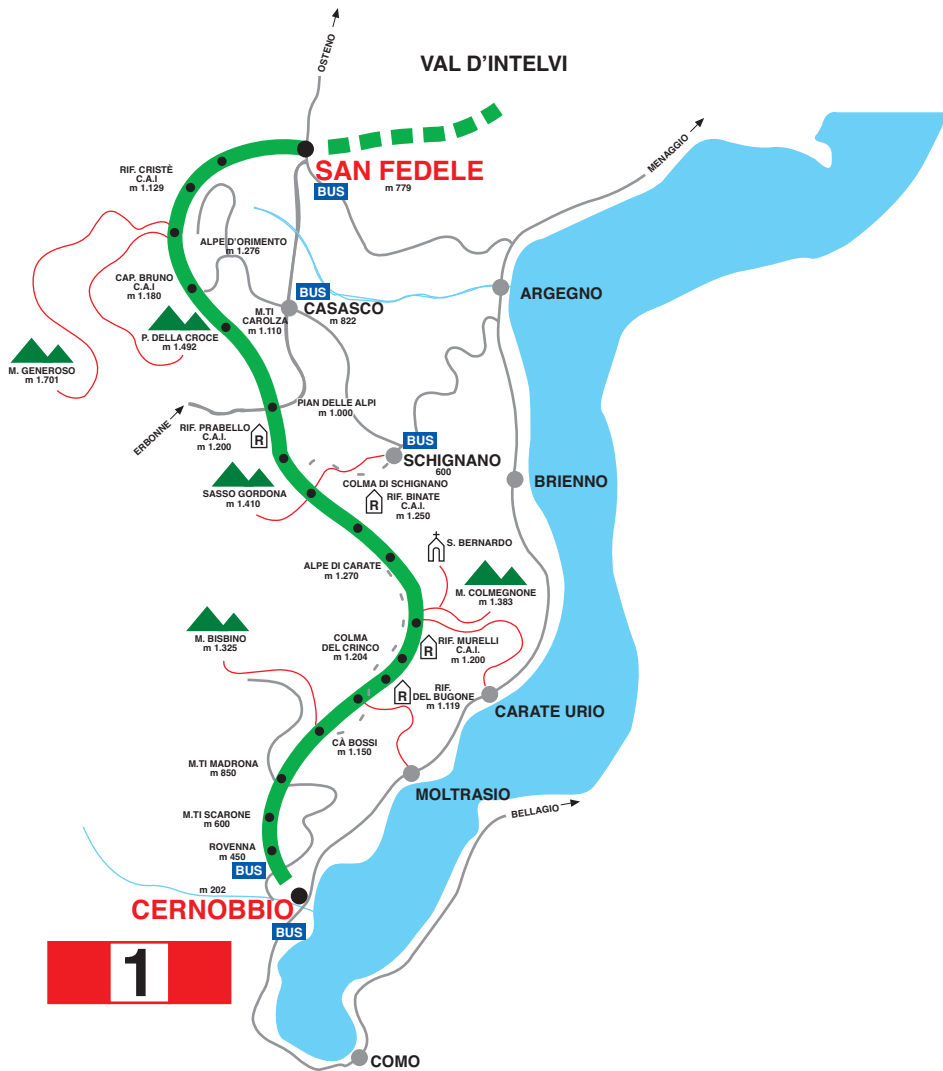 OSTENO
VAL D'INTELVI
MENAGGIO
SAN FEDELE
m 779
BUS
RIF. CRISTÈ
C.A.I
m 1.129
ALPE D'ORIMENTO
m 1.276
CAP. BRUNO
C.A.I
m 1.180
BUS
CASASCO
m 822
ARGEGNO
M.TI
CAROLZA
m 1.110
P. DELLA CROCE
m 1.492
M. GENEROSO
m 1.701
ERBONNE
PIAN DELLE ALPI
m 1.000
RIF. PRABELLO
C.A.I.
m 1.200
R
BUS
SCHIGNANO
600
BRIENNO
COLMA DI SCHIGNANO
SASSO GORDONA
m 1.410
R
RIF. BINATE
C.A.I.
m 1.250
S. BERNARDO
ALPE DI CARATE
m 1.270
M. COLMEGNONE
m 1.383
M. BISBINO
m 1.325
COLMA
DEL CRINCO
m 1.204
R
RIF. MURELLI
C.A.I.
m 1.200
R
RIF.
DEL BUGONE
m 1.119
CARATE URIO
CÀ BOSSI
m 1.150
M.TI MADRONA
m 850
MOLTRASIO
BELLAGIO
M.TI SCARONE
m 600
ROVENNA
m 450
BUS
m 202
CERNOBBIO
BUS
1
COMO